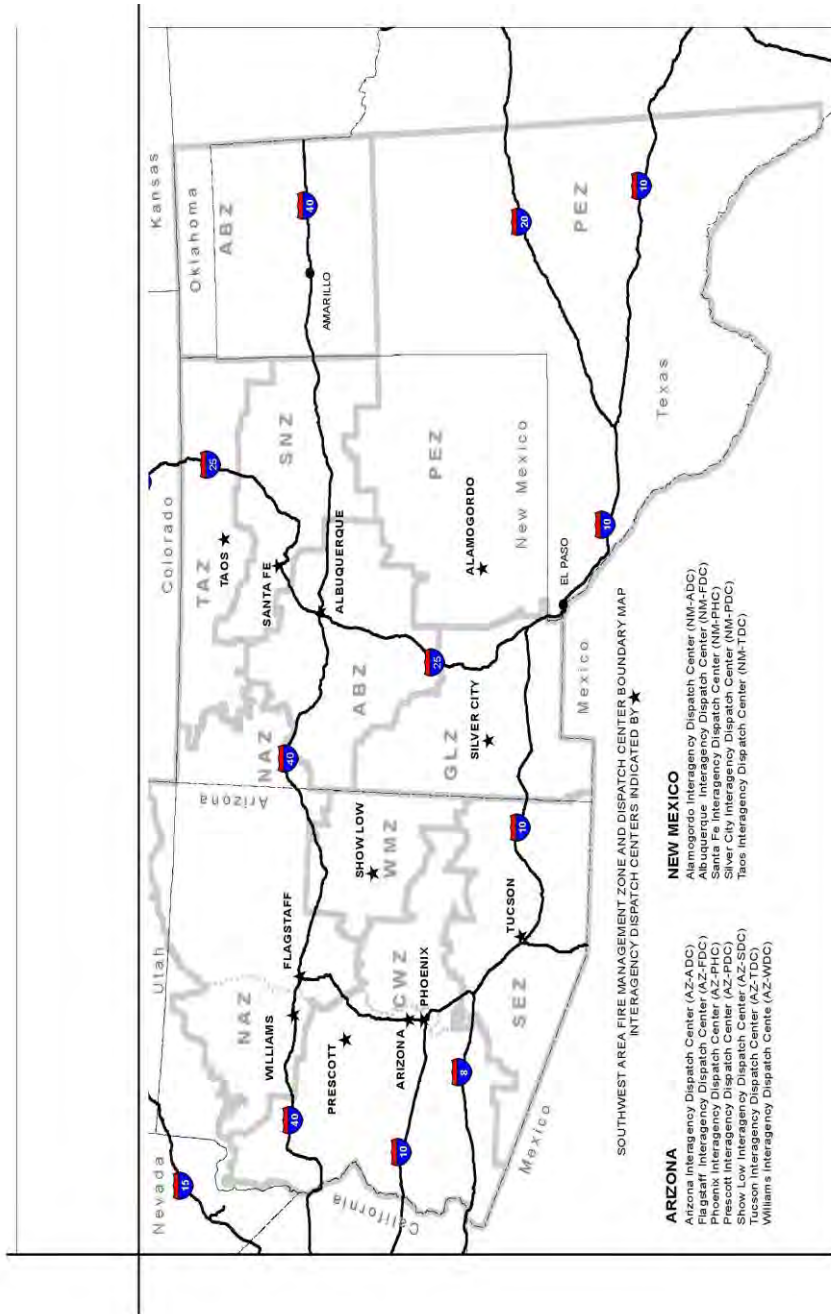 Nevada
Utah
Colorado
Kansas
Oklahoma
Arizona
New Mexico
Texas
California
Mexico
Mexico
15
25
40
40
40
25
10
10
10
10
20
8
NAZ
NAZ
TAZ
SNZ
ABZ
ABZ
PEZ
PEZ
GLZ
WMZ
CWZ
SEZ
WILLIAMS
FLAGSTAFF
PRESCOTT
ARIZONA
PHOENIX
SHOW LOW
TUCSON
TAOS
SANTA FE
ALBUQUERQUE
SILVER CITY
ALAMOGORDO
AMARILLO
EL PASO
SOUTHWEST AREA FIRE MANAGEMENT ZONE AND DISPATCH CENTER BOUNDARY MAP
INTERAGENCY DISPATCH CENTERS INDICATED BY
ARIZONA
Arizona Interagency Dispatch Center (AZ-ADC)
Flagstaff Interagency Dispatch Center (AZ-FDC)
Phoenix Interagency Dispatch Center (AZ-PHC)
Prescott Interagency Dispatch Center (AZ-PDC)
Show Low Interagency Dispatch Center (AZ-SDC)
Tucson Interagency Dispatch Center (AZ-TDC)
Williams Interagency Dispatch Cente (AZ-WDC)
NEW MEXICO
Alamogordo Interagency Dispatch Center (NM-ADC)
Albuquerque Interagency Dispatch Center (NM-FDC)
Santa Fe Interagency Dispatch Center (NM-PHC)
Silver City Interagency Dispatch Center (NM-PDC)
Taos Interagency Dispatch Center (NM-TDC)